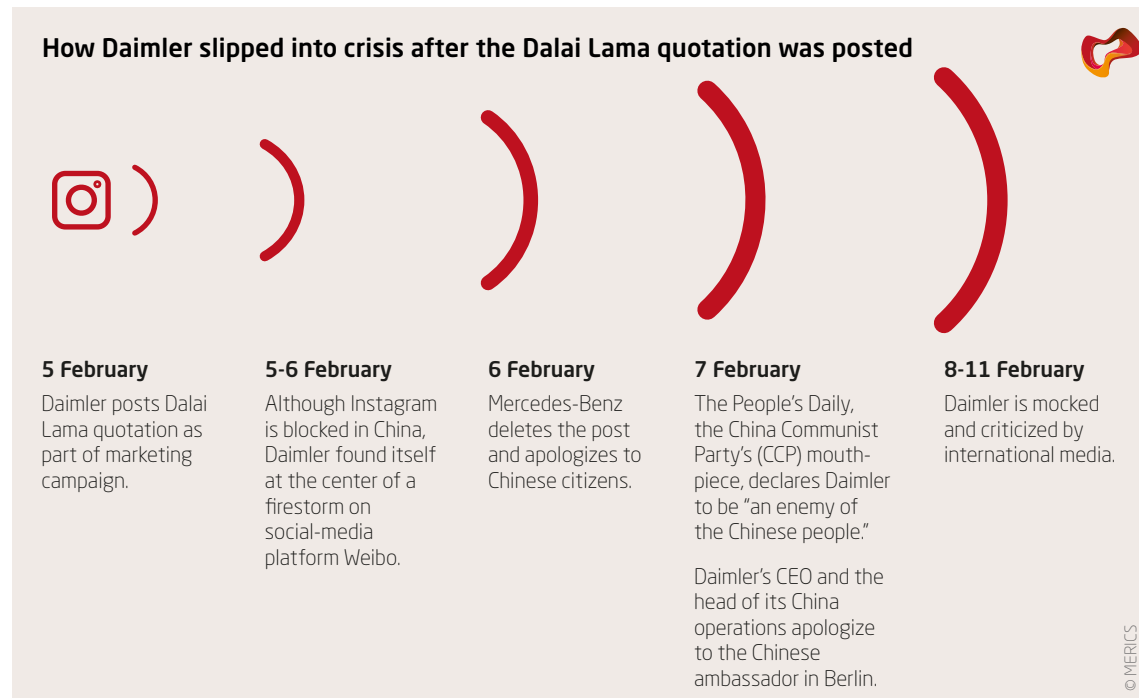 How Daimler slipped into crisis after the Dalai Lama quotation was posted
5 February
Daimler posts Dalai
Lama quotation as
part of marketing
campaign.
5-6 February
Although Instagram
is blocked in China,
Daimler found itself
at the center of a
firestorm on
social-media
platform Weibo.
6 February
Mercedes-Benz
deletes the post
and apologizes to
Chinese citizens.
7 February
The People's Daily,
the China Communist
Party's (CCP) mouth-
piece, declares Daimler
to be "an enemy of
the Chinese people."
Daimler's CEO and the
head of its China
operations apologize
to the Chinese
ambassador in Berlin.
8-11 February
Daimler is mocked
and criticized by
international media.
© MERICS